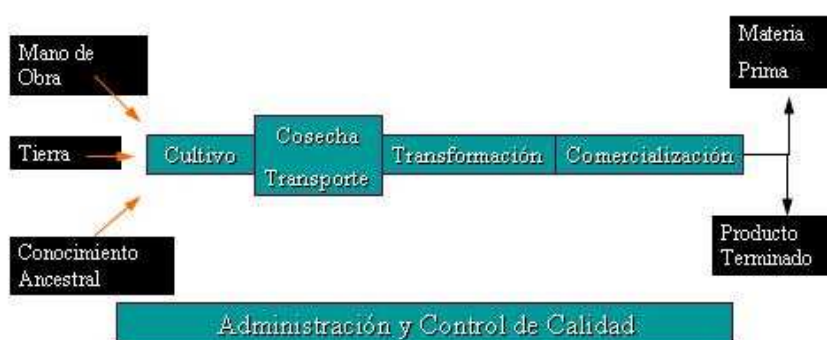 Mano de
Obra
Tierra
Conocimiento
Ancestral
Cultivo
Cosecha
Transporte
Transformación
Comercialización
Materia
Prima
Producto
Terminado
Administración y Control de Calidad